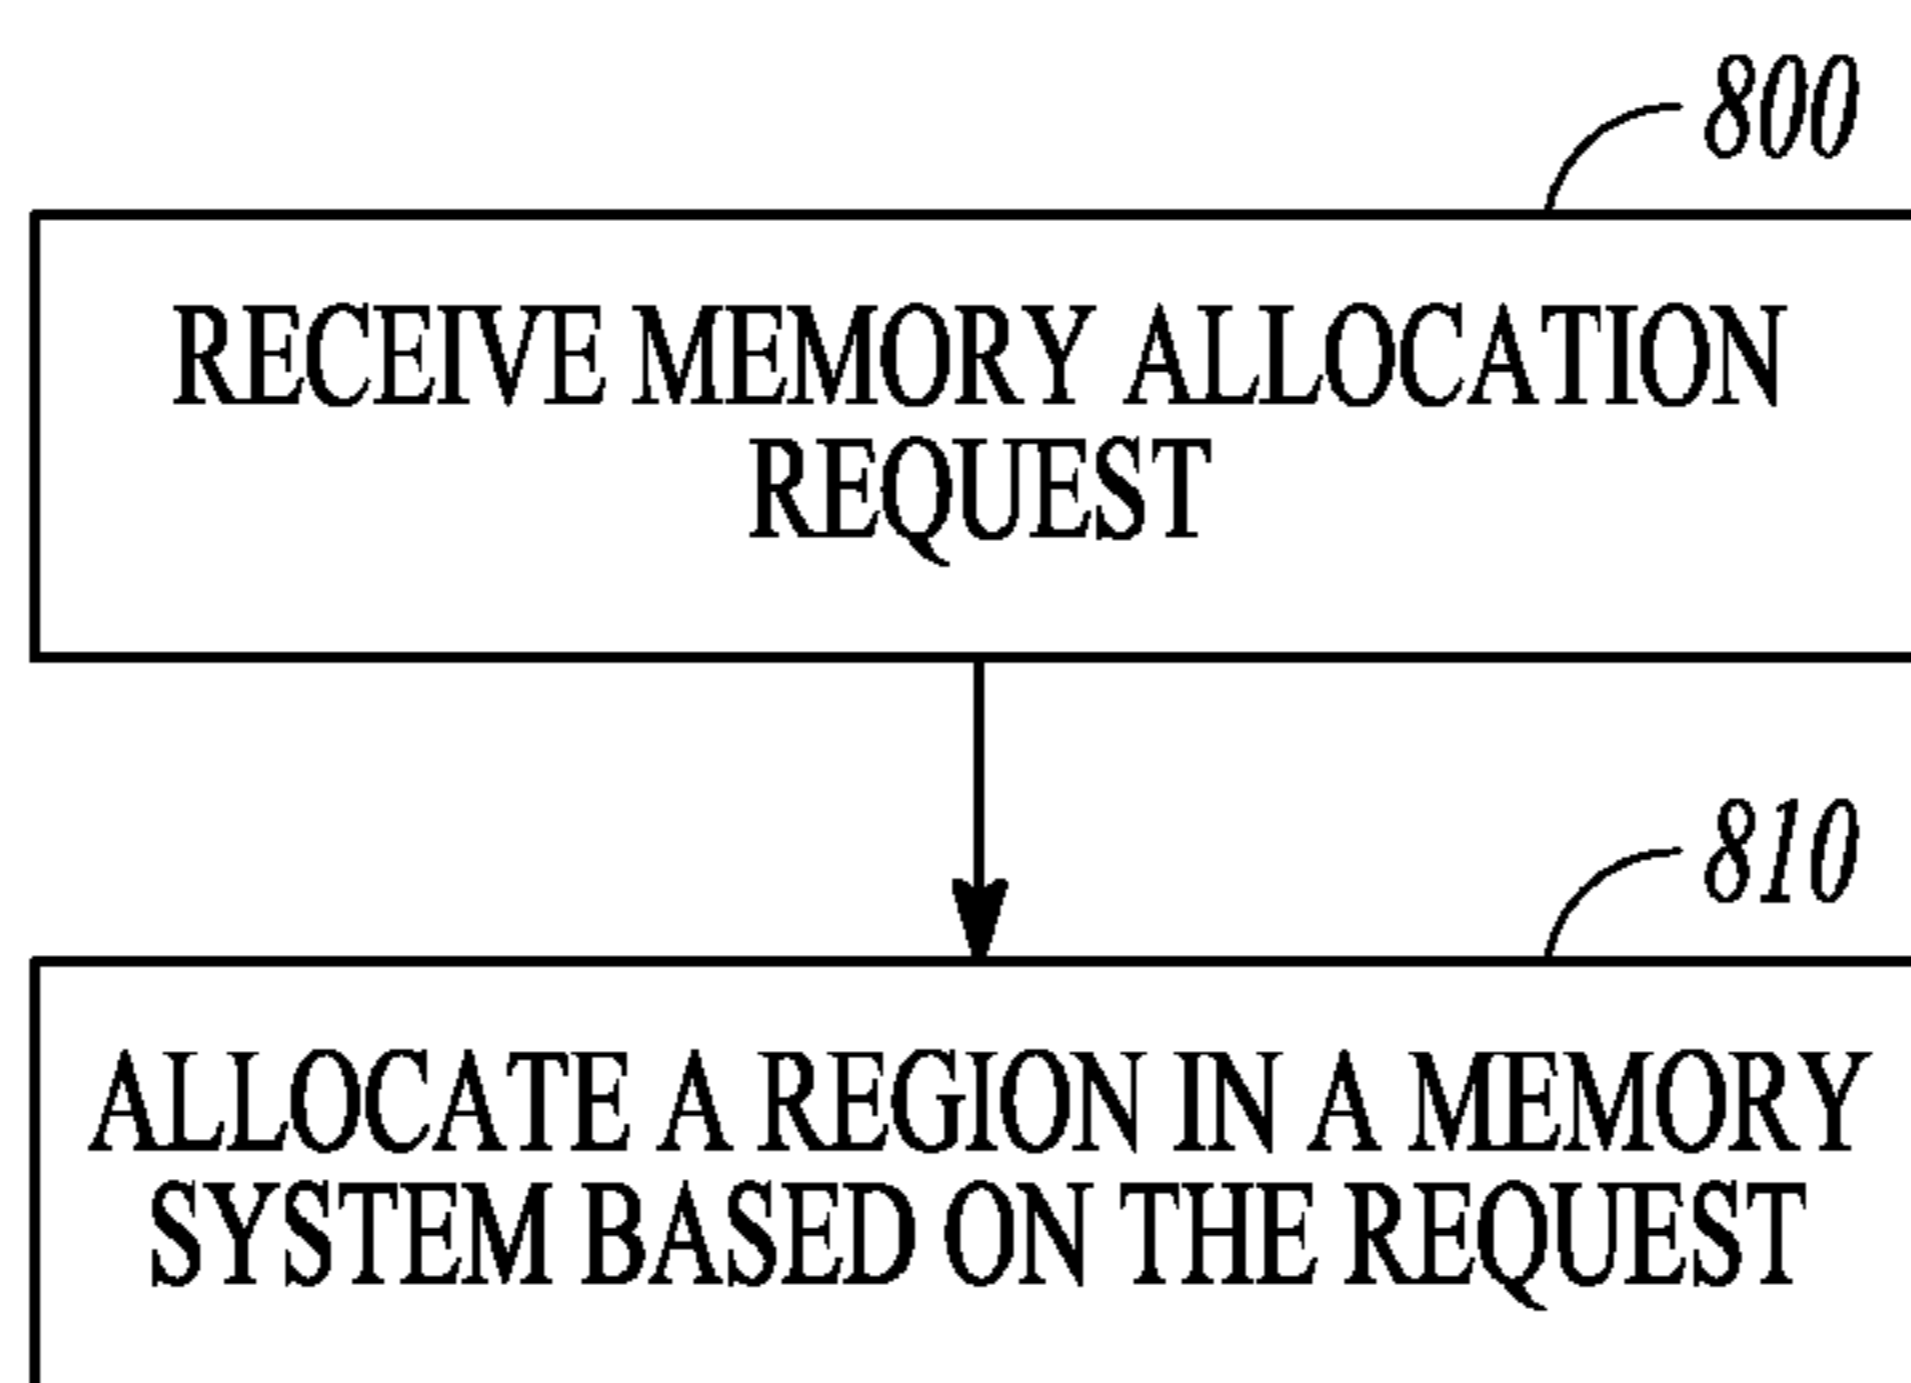 800
RECEIVE MEMORY ALLOCATION
REQUEST
810
ALLOCATE A REGION IN A MEMORY
SYSTEM BASED ON THE REQUEST